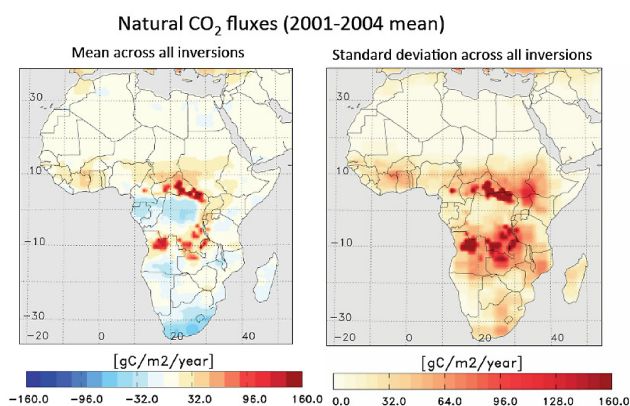 Natural CO₂ fluxes (2001-2004 mean)
Mean across all inversions
Standard deviation across all inversions
30
10
-10
-30
-20
0
20
40
30
10
-10
-30
-20
0
20
40
[gC/m2/year]
-160.0 -96.0 -32.0 32.0 96.0 160.0
[gC/m2/year]
0.0 32.0 64.0 96.0 128.0 160.0